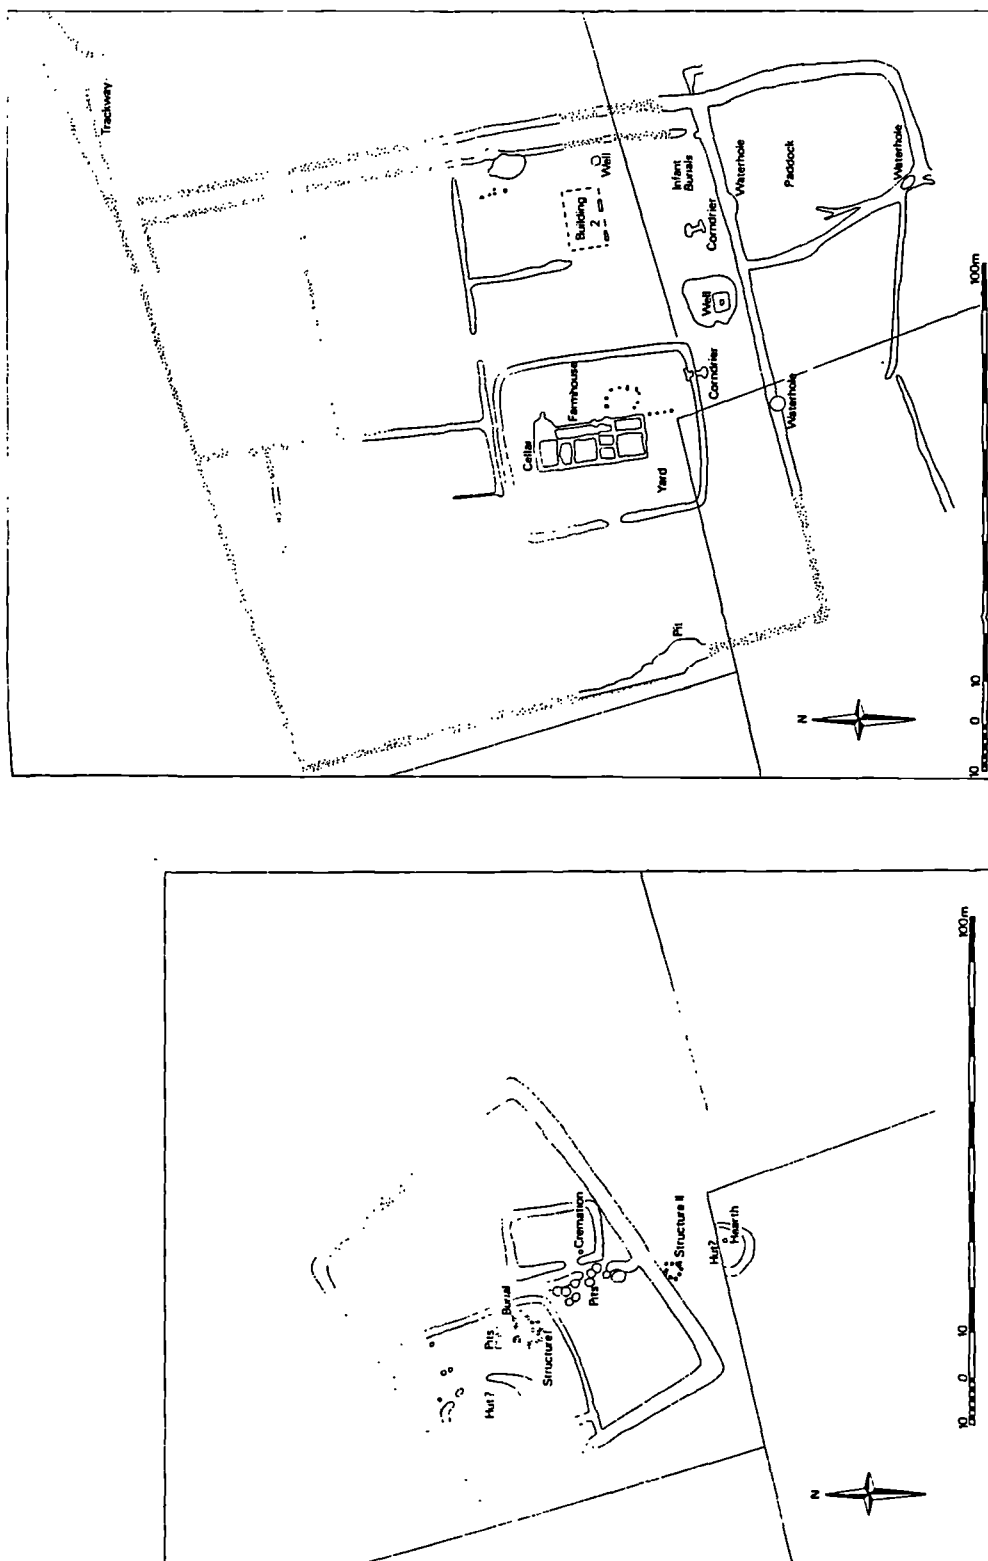 Trackway
Well
Building
2
Infant
Burials
Waterhole
Paddock
Waterhole
Corndrier
Well
Cellar
Farmhouse
Corndrier
Yard
Waterhole
Pit
N
10 0 10 100m
Cremation
Burial
Pits
Pits
Structure I
Hut?
Structure II
Hut?
Hearth
N
10 0 10 100m